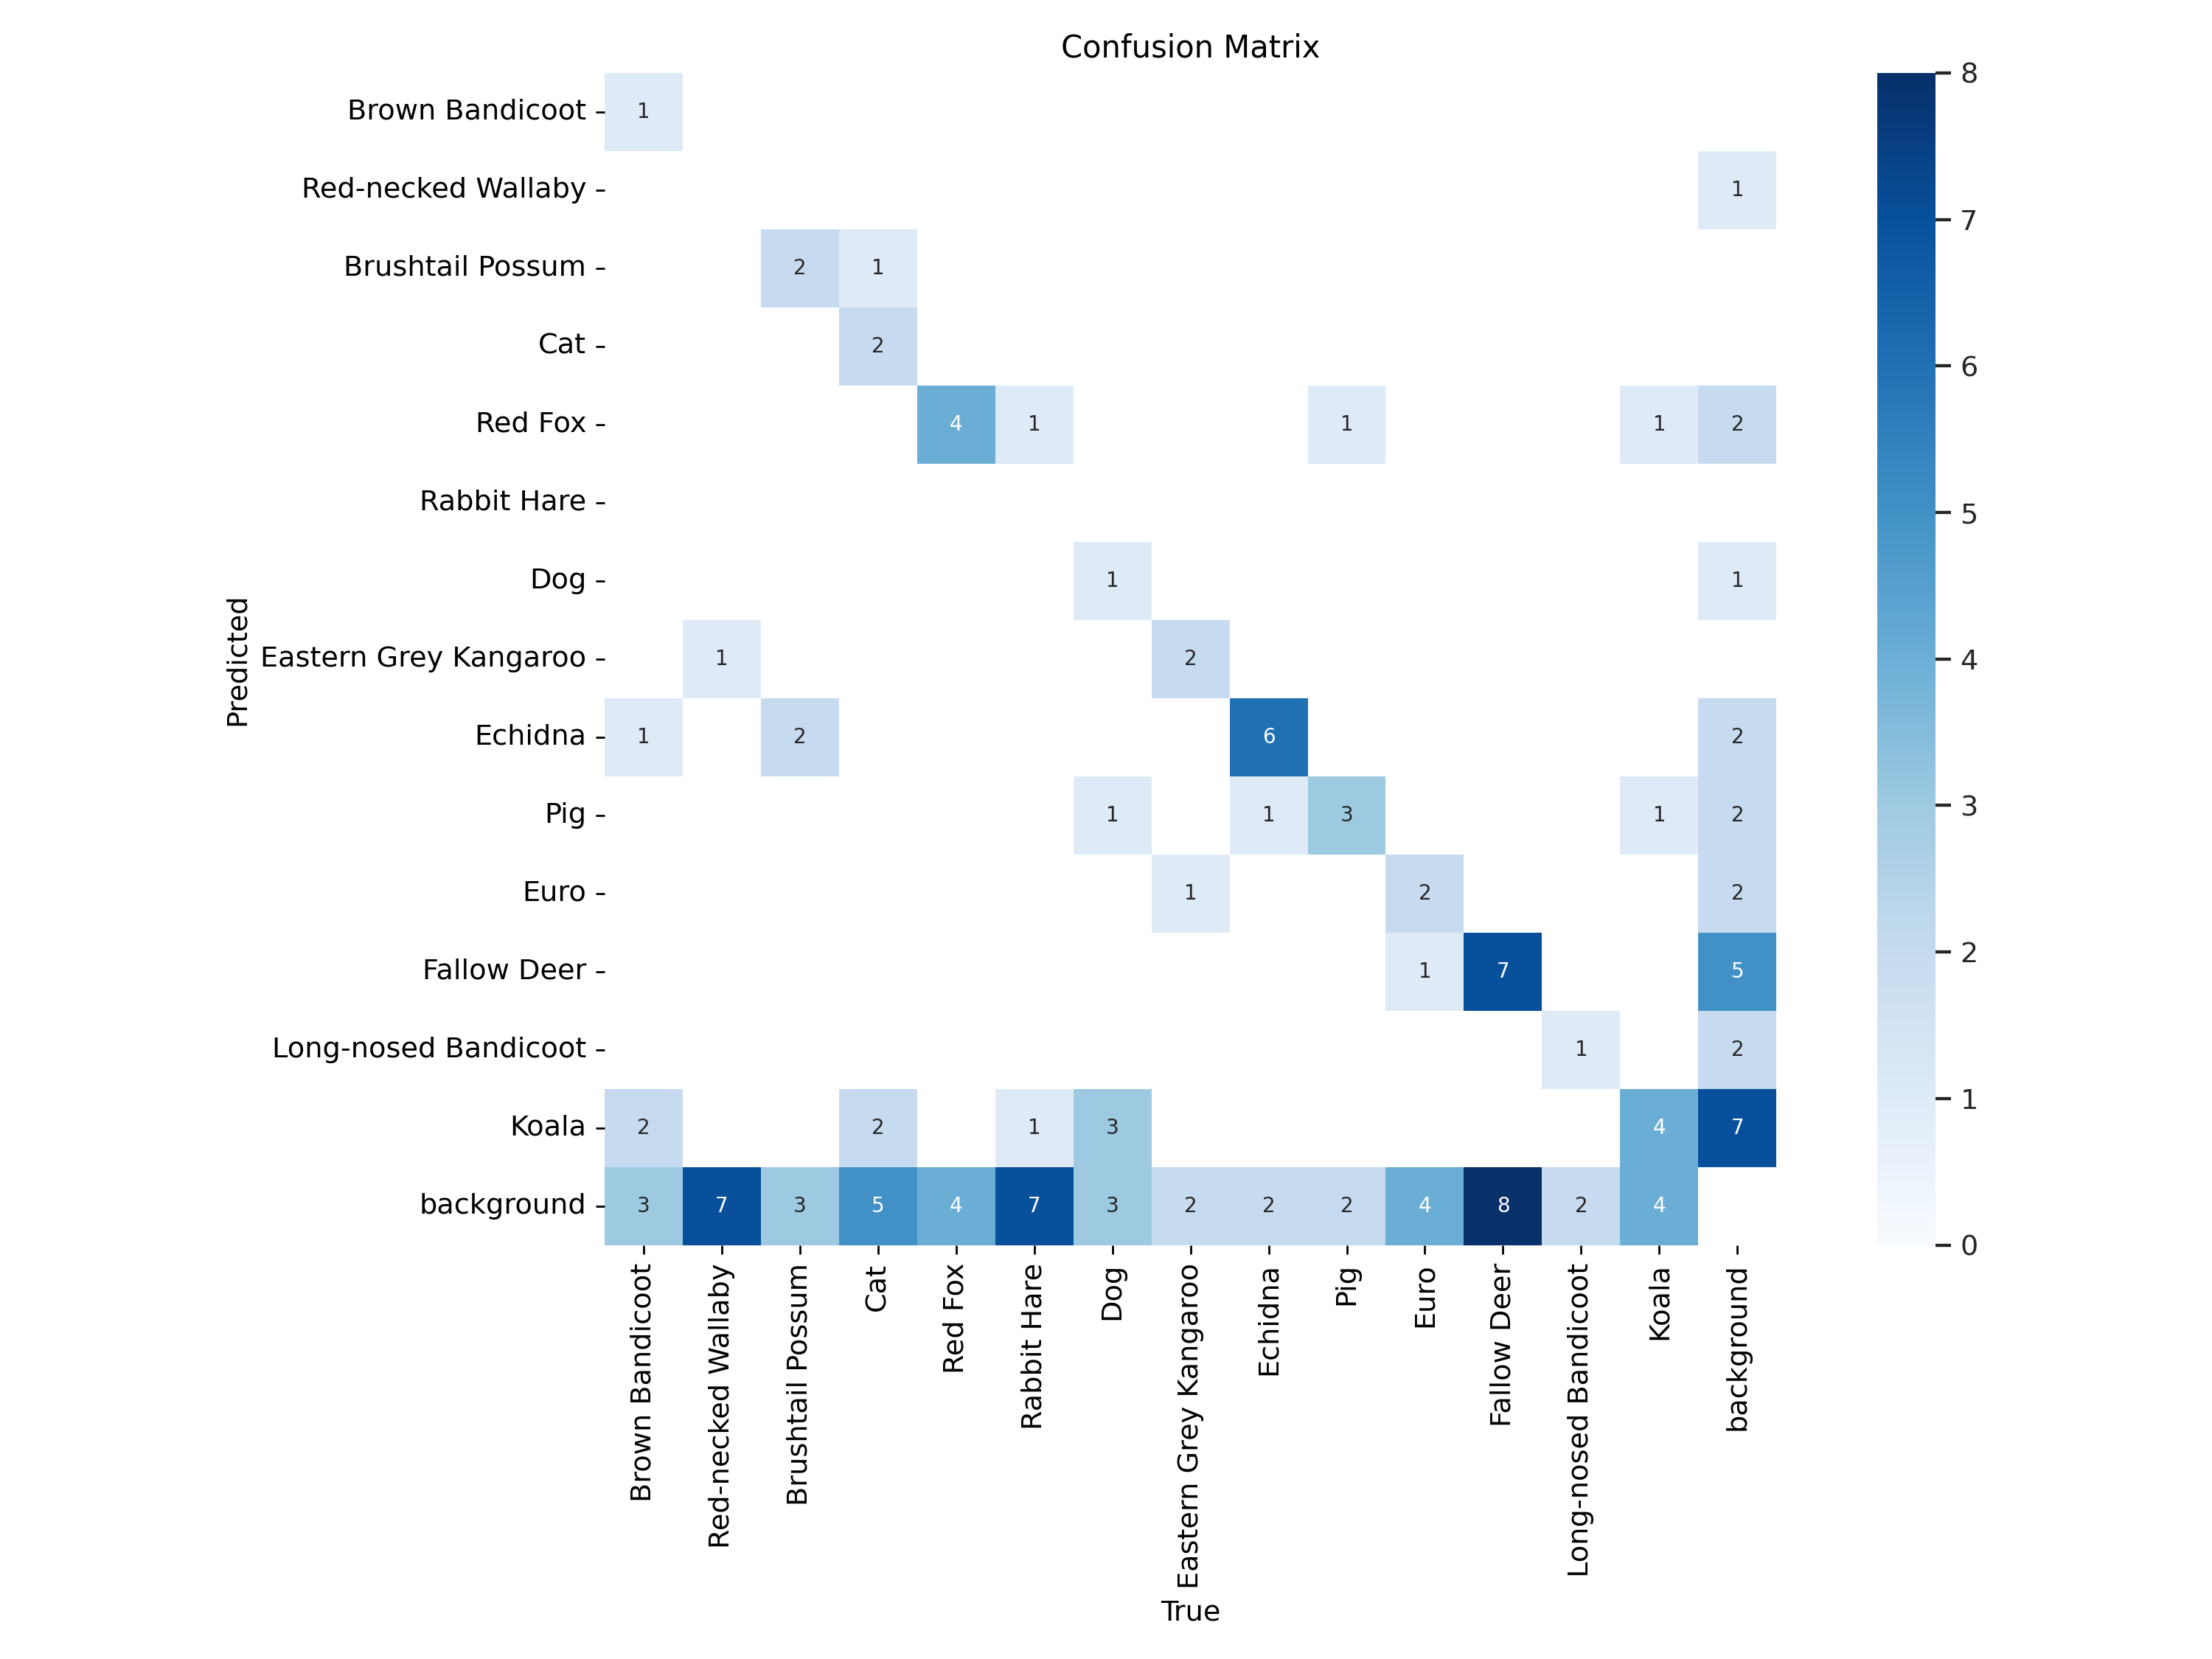 Confusion Matrix
Predicted
Brown Bandicoot 1
Red-necked Wallaby 1
Brushtail Possum 2 1
Cat 2
Red Fox 4 1 1 1 2
Rabbit Hare
Dog 1 1
Eastern Grey Kangaroo 1 2
Echidna 1 2 6 2
Pig 1 1 3 1 2
Euro 1 2 2
Fallow Deer 1 7 5
Long-nosed Bandicoot 1 2
Koala 2 2 1 3 4 7
background 3 7 3 5 4 7 3 2 2 2 4 8 2 4
Brown Bandicoot
Red-necked Wallaby
Brushtail Possum
Cat
Red Fox
Rabbit Hare
Dog
Eastern Grey Kangaroo
Echidna
Pig
Euro
Fallow Deer
Long-nosed Bandicoot
Koala
background
True
8
7
6
5
4
3
2
1
0